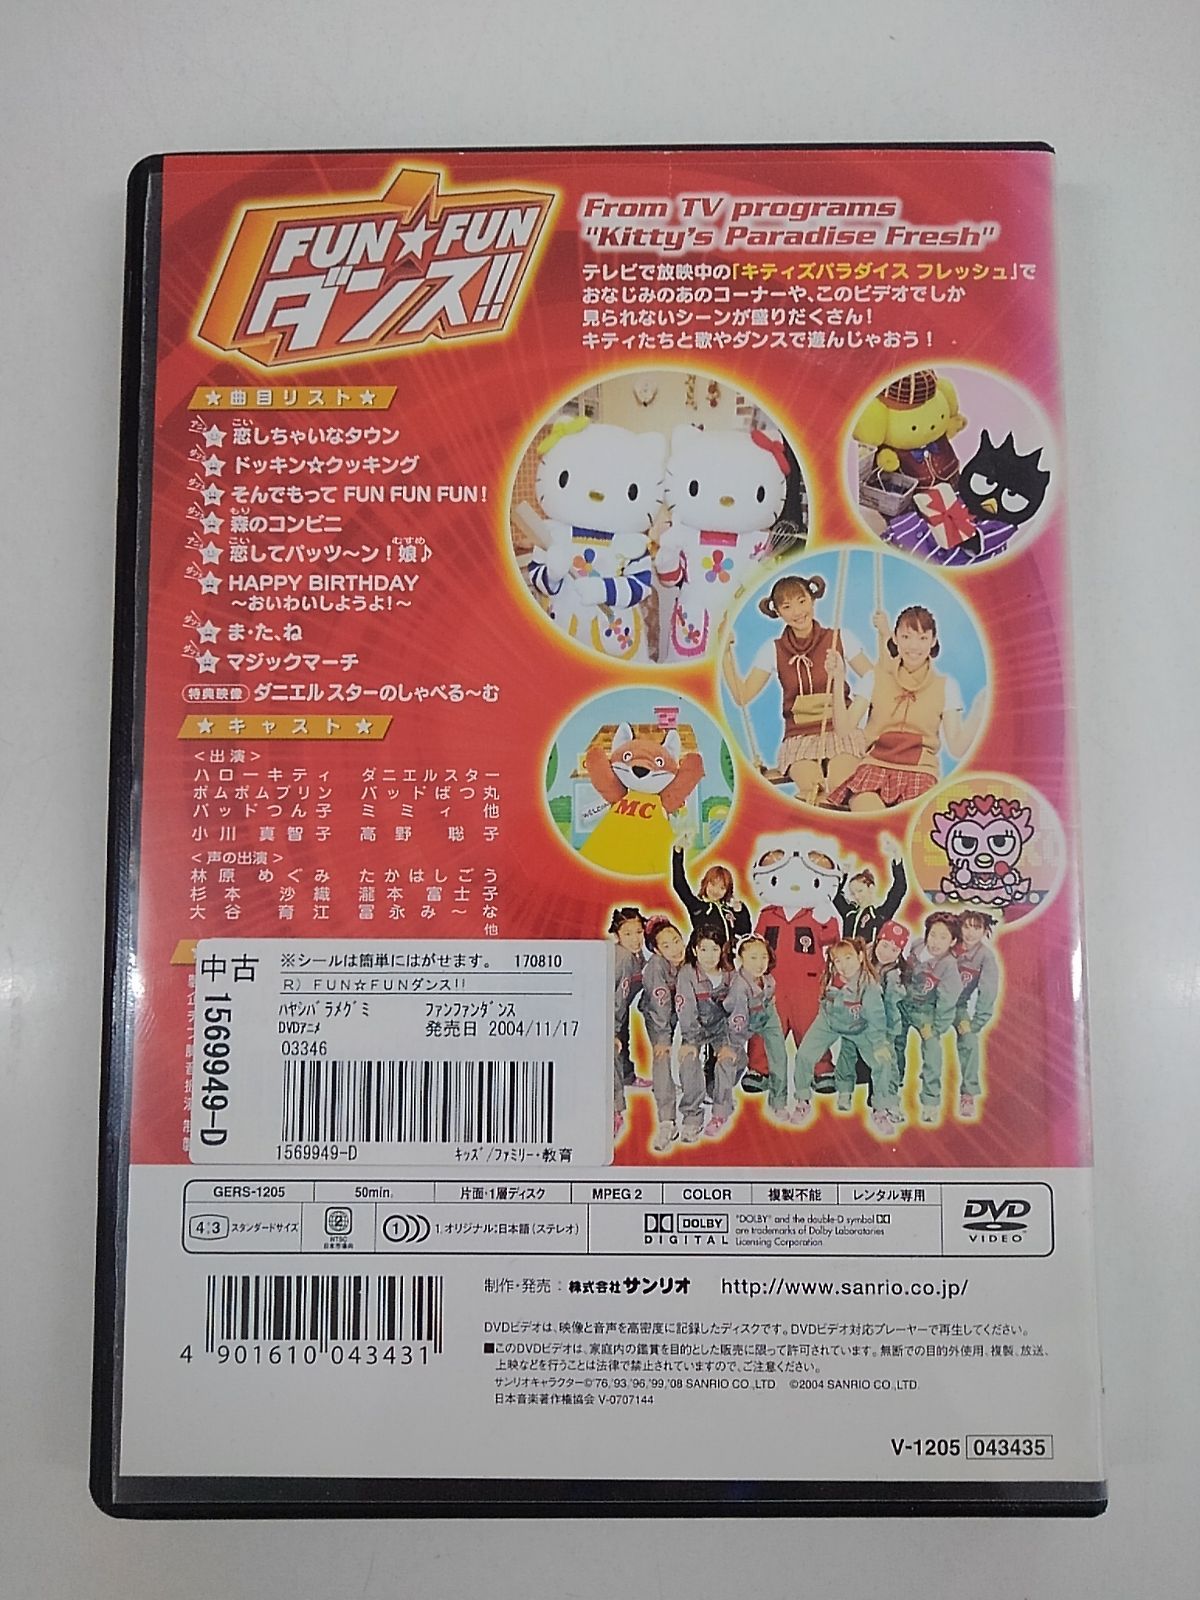 FUN☆FUN
ダンス!!
From TV programs
"Kitty's Paradise Fresh"
テレビで放映中の「キティズパラダイス フレッシュ」で
おなじみのあのコーナーや、このビデオでしか
見られないシーンが盛りだくさん!
キティたちと歌やダンスで遊んじゃおう!
★曲目リスト★
恋しちゃいなタウン
こい
ドッキン☆クッキング
そんでもって FUN FUN FUN!
森のコンビニ
もり
恋してパッツ〜ン!娘♪
こい むすめ
HAPPY BIRTHDAY
〜おいわいしようよ!〜
ま・た、ね
マジックマーチ
特典映像 ダニエル スターのしゃべる〜む
★キャスト★
<出演>
ハローキティ ダニエルスター
ポムポムプリン バッドばつ丸
バッドつん子 ミミィ 他
小川真智子 高野聡子
<声の出演>
林原めぐみ たかはしごう
杉本沙織 瀧本富士子
大谷育江 冨永み〜な
他
WELCOME
MC
中古
1569949-D
※シールは簡単にはがせます。 170810
R) FUN☆FUNダンス!!
ﾊﾔｼﾊﾞﾗﾒｸﾞﾐ ﾌｧﾝﾌｧﾝﾀﾞﾝｽ
DVDアニメ 発売日 2004/11/17
03346
1569949-D ｷｯｽﾞ/ファミリー・教育
GERS-1205 50min. 片面・1層ディスク MPEG 2 COLOR 複製不能 レンタル専用
4:3 スタンダードサイズ
2
NTSC
日本市場向
1 1. オリジナル:日本語(ステレオ)
DOLBY
DIGITAL
"DOLBY" and the double-D symbol
are trademarks of Dolby Laboratories
Licensing Corporation.
DVD
VIDEO
4 901610 043431
制作・発売:株式会社サンリオ http://www.sanrio.co.jp/
DVDビデオは、映像と音声を高密度に記録したディスクです。DVDビデオ対応プレーヤーで再生してください。
■このDVDビデオは、家庭内の鑑賞を目的とした販売に限って許可されています。無断での目的外使用、複製、放送、
上映などを行うことは法律で禁止されていますので、ご注意ください。
サンリオキャラクター©'76,'93,'96,'99,'08 SANRIO CO.,LTD. ©2004 SANRIO CO.,LTD.
日本音楽著作権協会 V-0707144
V-1205 043435